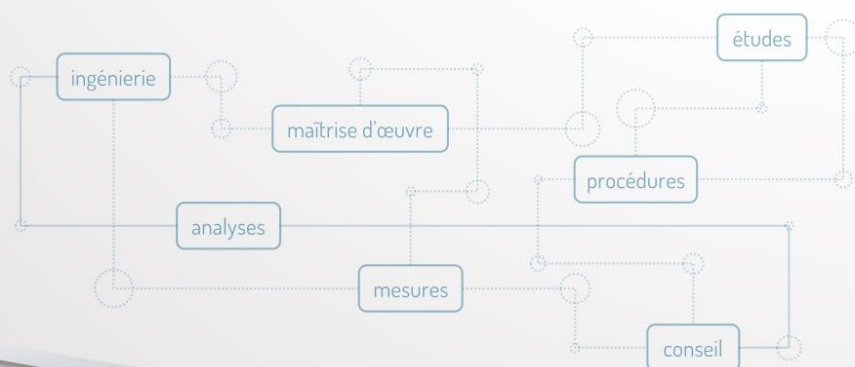 études
ingénierie
maîtrise d'œuvre
procédures
analyses
mesures
conseil